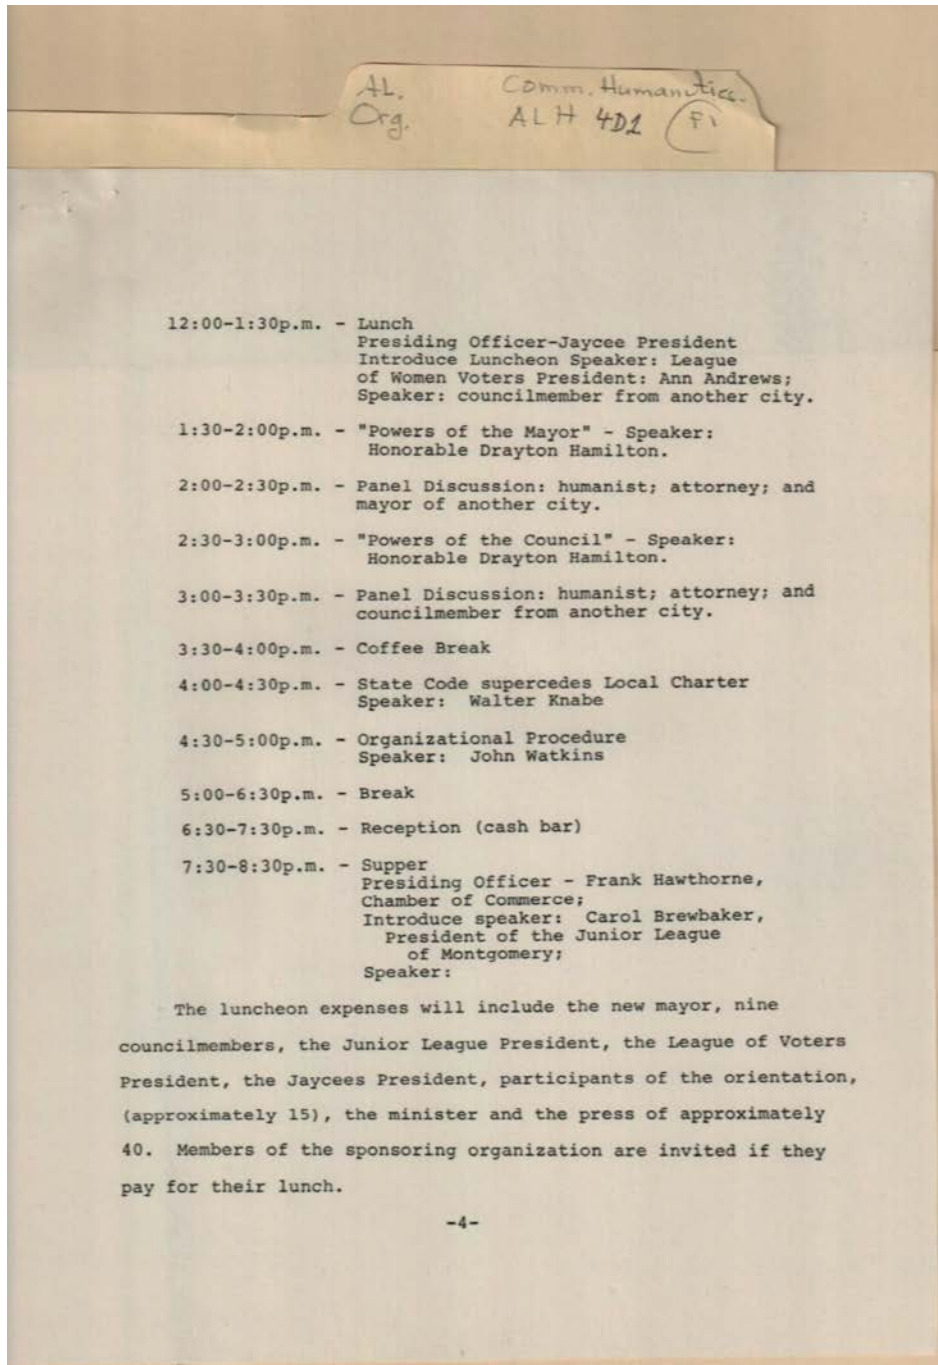 AL. Comm. Humanities.
Org. ALH 4D1 Fi
12:00-1:30p.m. - Lunch
Presiding Officer-Jaycee President
Introduce Luncheon Speaker: League
of Women Voters President: Ann Andrews;
Speaker: councilmember from another city.
1:30-2:00p.m. - "Powers of the Mayor" - Speaker:
Honorable Drayton Hamilton.
2:00-2:30p.m. - Panel Discussion: humanist; attorney; and
mayor of another city.
2:30-3:00p.m. - "Powers of the Council" - Speaker:
Honorable Drayton Hamilton.
3:00-3:30p.m. - Panel Discussion: humanist; attorney; and
councilmember from another city.
3:30-4:00p.m. - Coffee Break
4:00-4:30p.m. - State Code supercedes Local Charter
Speaker: Walter Knabe
4:30-5:00p.m. - Organizational Procedure
Speaker: John Watkins
5:00-6:30p.m. - Break
6:30-7:30p.m. - Reception (cash bar)
7:30-8:30p.m. - Supper
Presiding Officer - Frank Hawthorne,
Chamber of Commerce;
Introduce speaker: Carol Brewbaker,
President of the Junior League
of Montgomery;
Speaker:
The luncheon expenses will include the new mayor, nine
councilmembers, the Junior League President, the League of Voters
President, the Jaycees President, participants of the orientation,
(approximately 15), the minister and the press of approximately
40. Members of the sponsoring organization are invited if they
pay for their lunch.
-4-